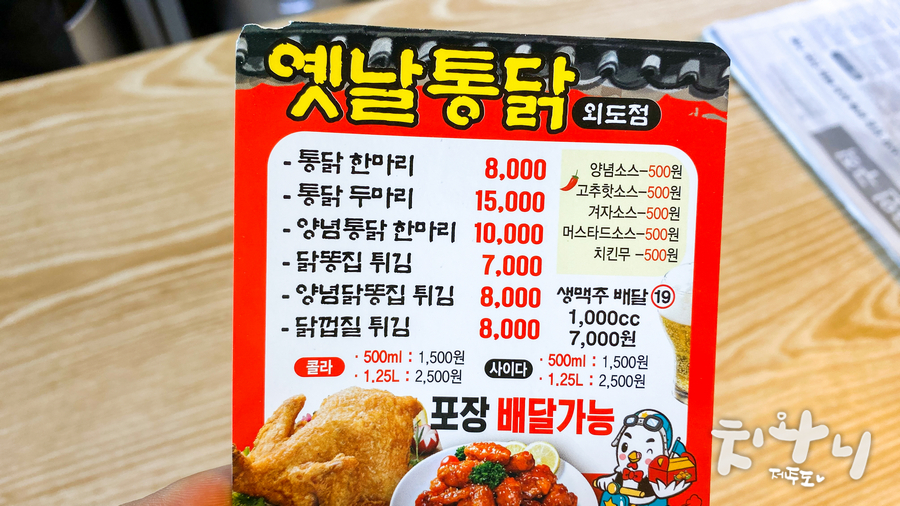 옛날통닭 외도점
- 통닭 한마리 8,000
- 통닭 두마리 15,000
- 양념통닭 한마리 10,000
- 닭똥집 튀김 7,000
- 양념닭똥집 튀김 8,000
- 닭껍질 튀김 8,000
양념소스-500원
고추핫소스-500원
겨자소스-500원
머스타드소스-500원
치킨무 -500원
생맥주 배달 19
1,000cc
7,000원
콜라
· 500ml : 1,500원
· 1.25L : 2,500원
사이다
· 500ml : 1,500원
· 1.25L : 2,500원
포장 배달가능
제주도